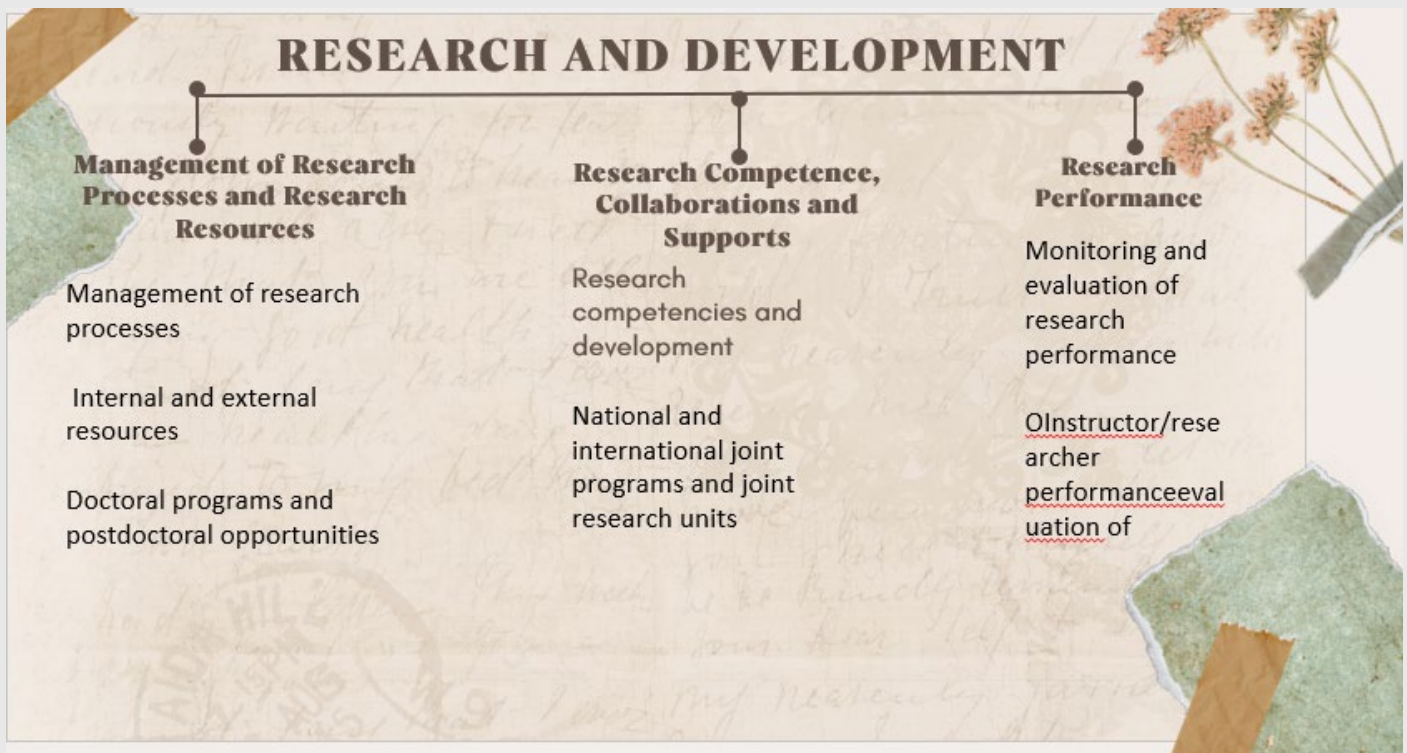 RESEARCH AND DEVELOPMENT
Management of Research
Processes and Research
Resources
Management of research
processes
Internal and external
resources
Doctoral programs and
postdoctoral opportunities
Research Competence,
Collaborations and
Supports
Research
competencies and
development
National and
international joint
programs and joint
research units
Research
Performance
Monitoring and
evaluation of
research
performance
OInstructor/rese
archer
performanceeval
uation of